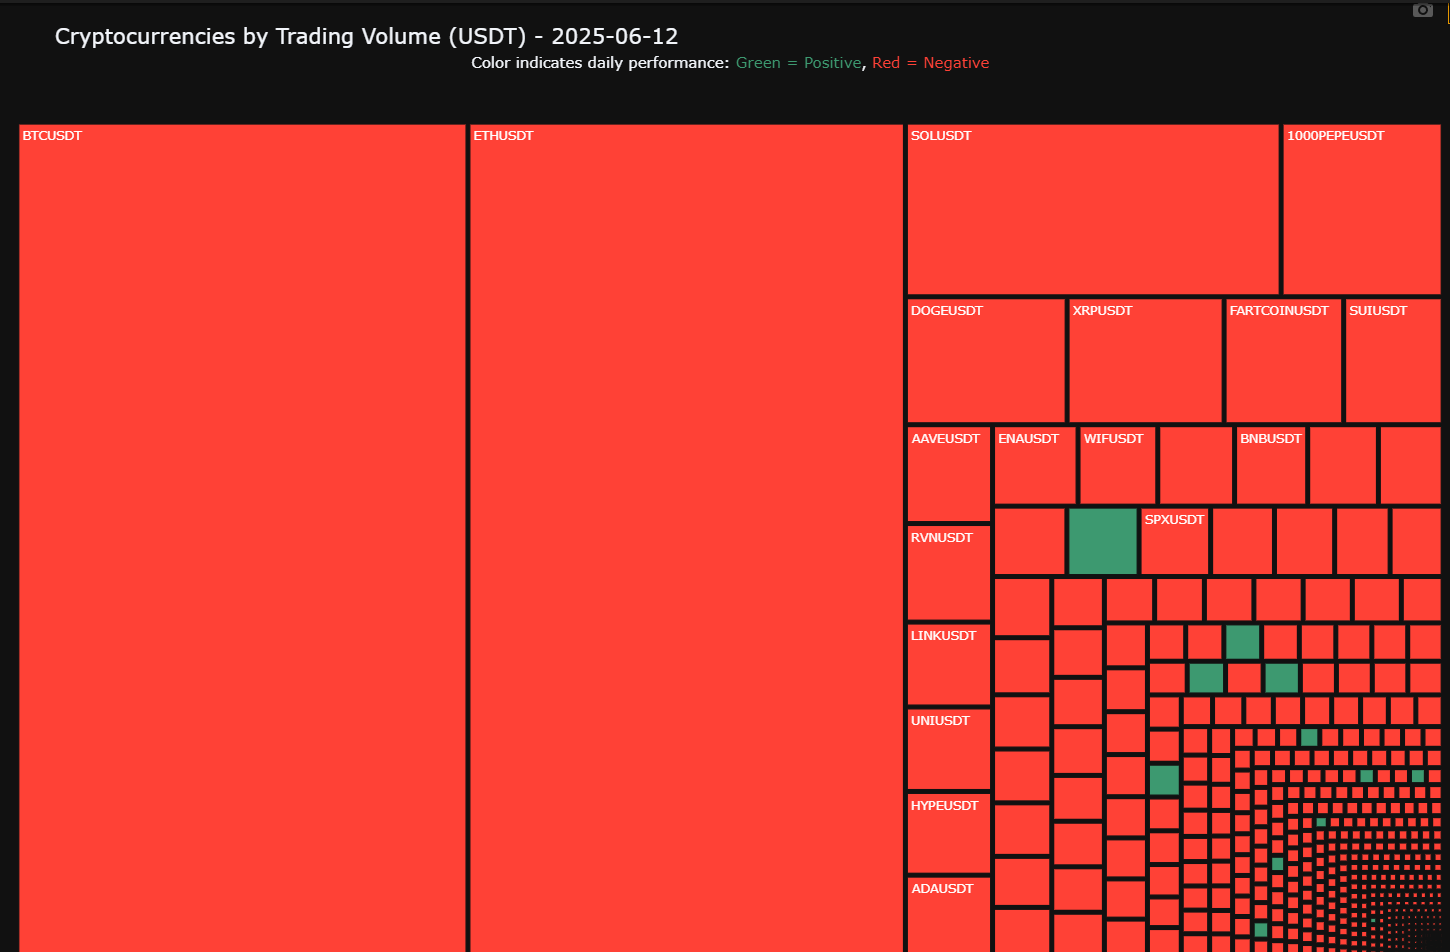 Cryptocurrencies by Trading Volume (USDT) - 2025-06-12
Color indicates daily performance: Green = Positive, Red = Negative
BTCUSDT
ETHUSDT
SOLUSDT
1000PEPEUSDT
DOGEUSDT
XRPUSDT
FARTCOINUSDT
SUIUSDT
AAVEUSDT
ENAUSDT
WIFUSDT
BNBUSDT
SPXUSDT
RVNUSDT
LINKUSDT
UNIUSDT
HYPEUSDT
ADAUSDT